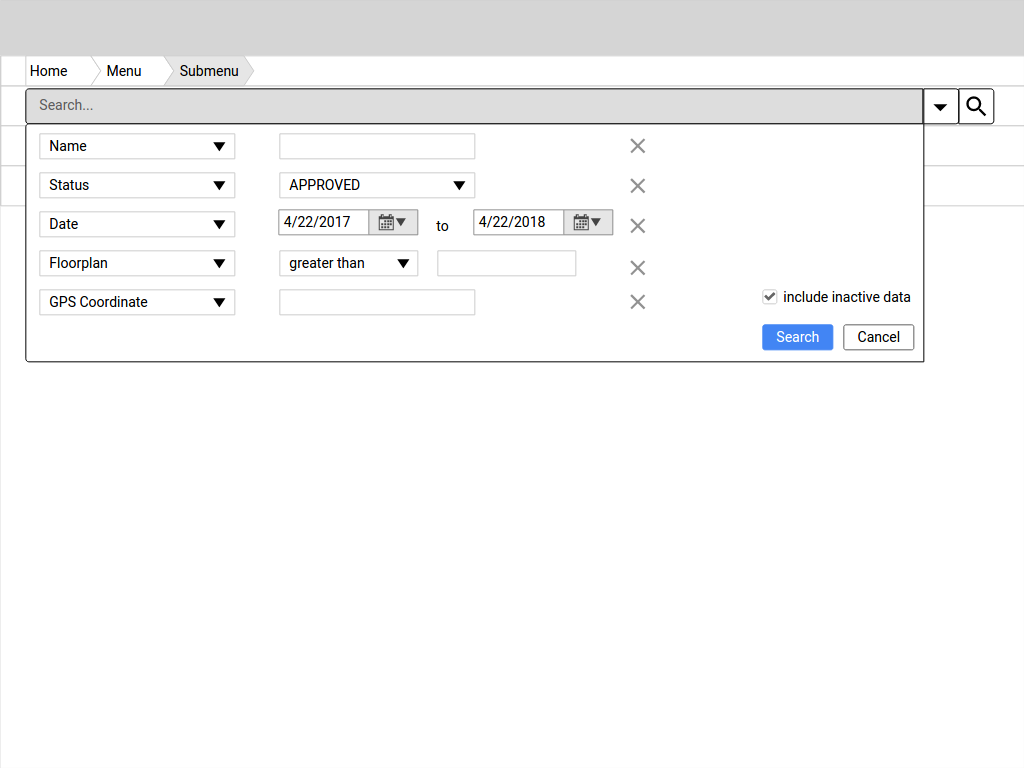 Home Menu Submenu
Search...
Name
Status APPROVED
Date 4/22/2017 to 4/22/2018
Floorplan greater than
GPS Coordinate
include inactive data
Search Cancel